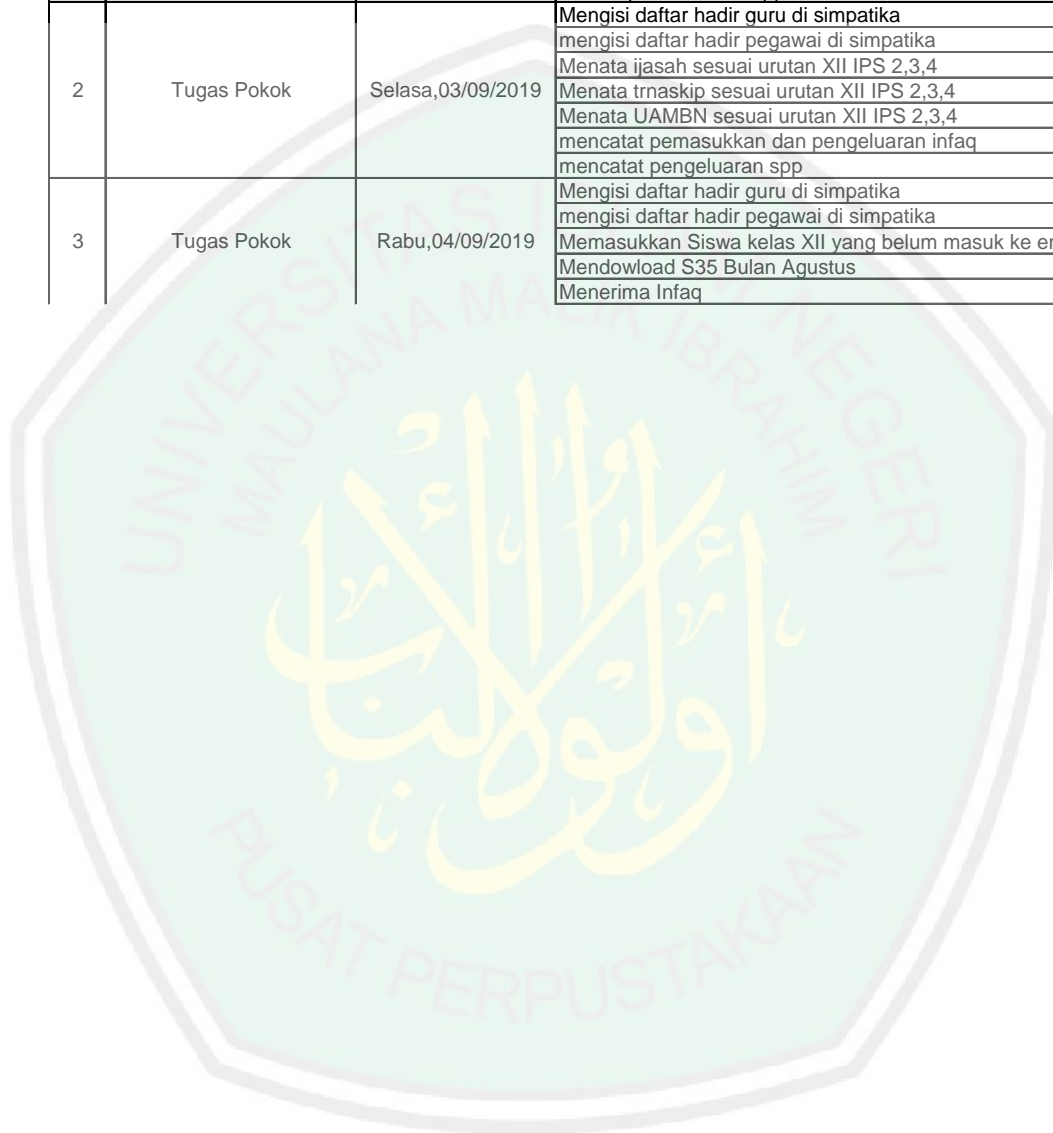 Mengisi daftar hadir guru di simpatika
mengisi daftar hadir pegawai di simpatika
Menata ijasah sesuai urutan XII IPS 2,3,4
2 Tugas Pokok Selasa,03/09/2019 Menata trnaskip sesuai urutan XII IPS 2,3,4
Menata UAMBN sesuai urutan XII IPS 2,3,4
mencatat pemasukkan dan pengeluaran infaq
mencatat pengeluaran spp
Mengisi daftar hadir guru di simpatika
mengisi daftar hadir pegawai di simpatika
3 Tugas Pokok Rabu,04/09/2019 Memasukkan Siswa kelas XII yang belum masuk ke
Mendowload S35 Bulan Agustus
Menerima Infaq
UNIVERSITAS ISLAM NEGERI
MAULANA MALIK IBRAHIM
أولوا الألباب
PUSAT PERPUSTAKAAN